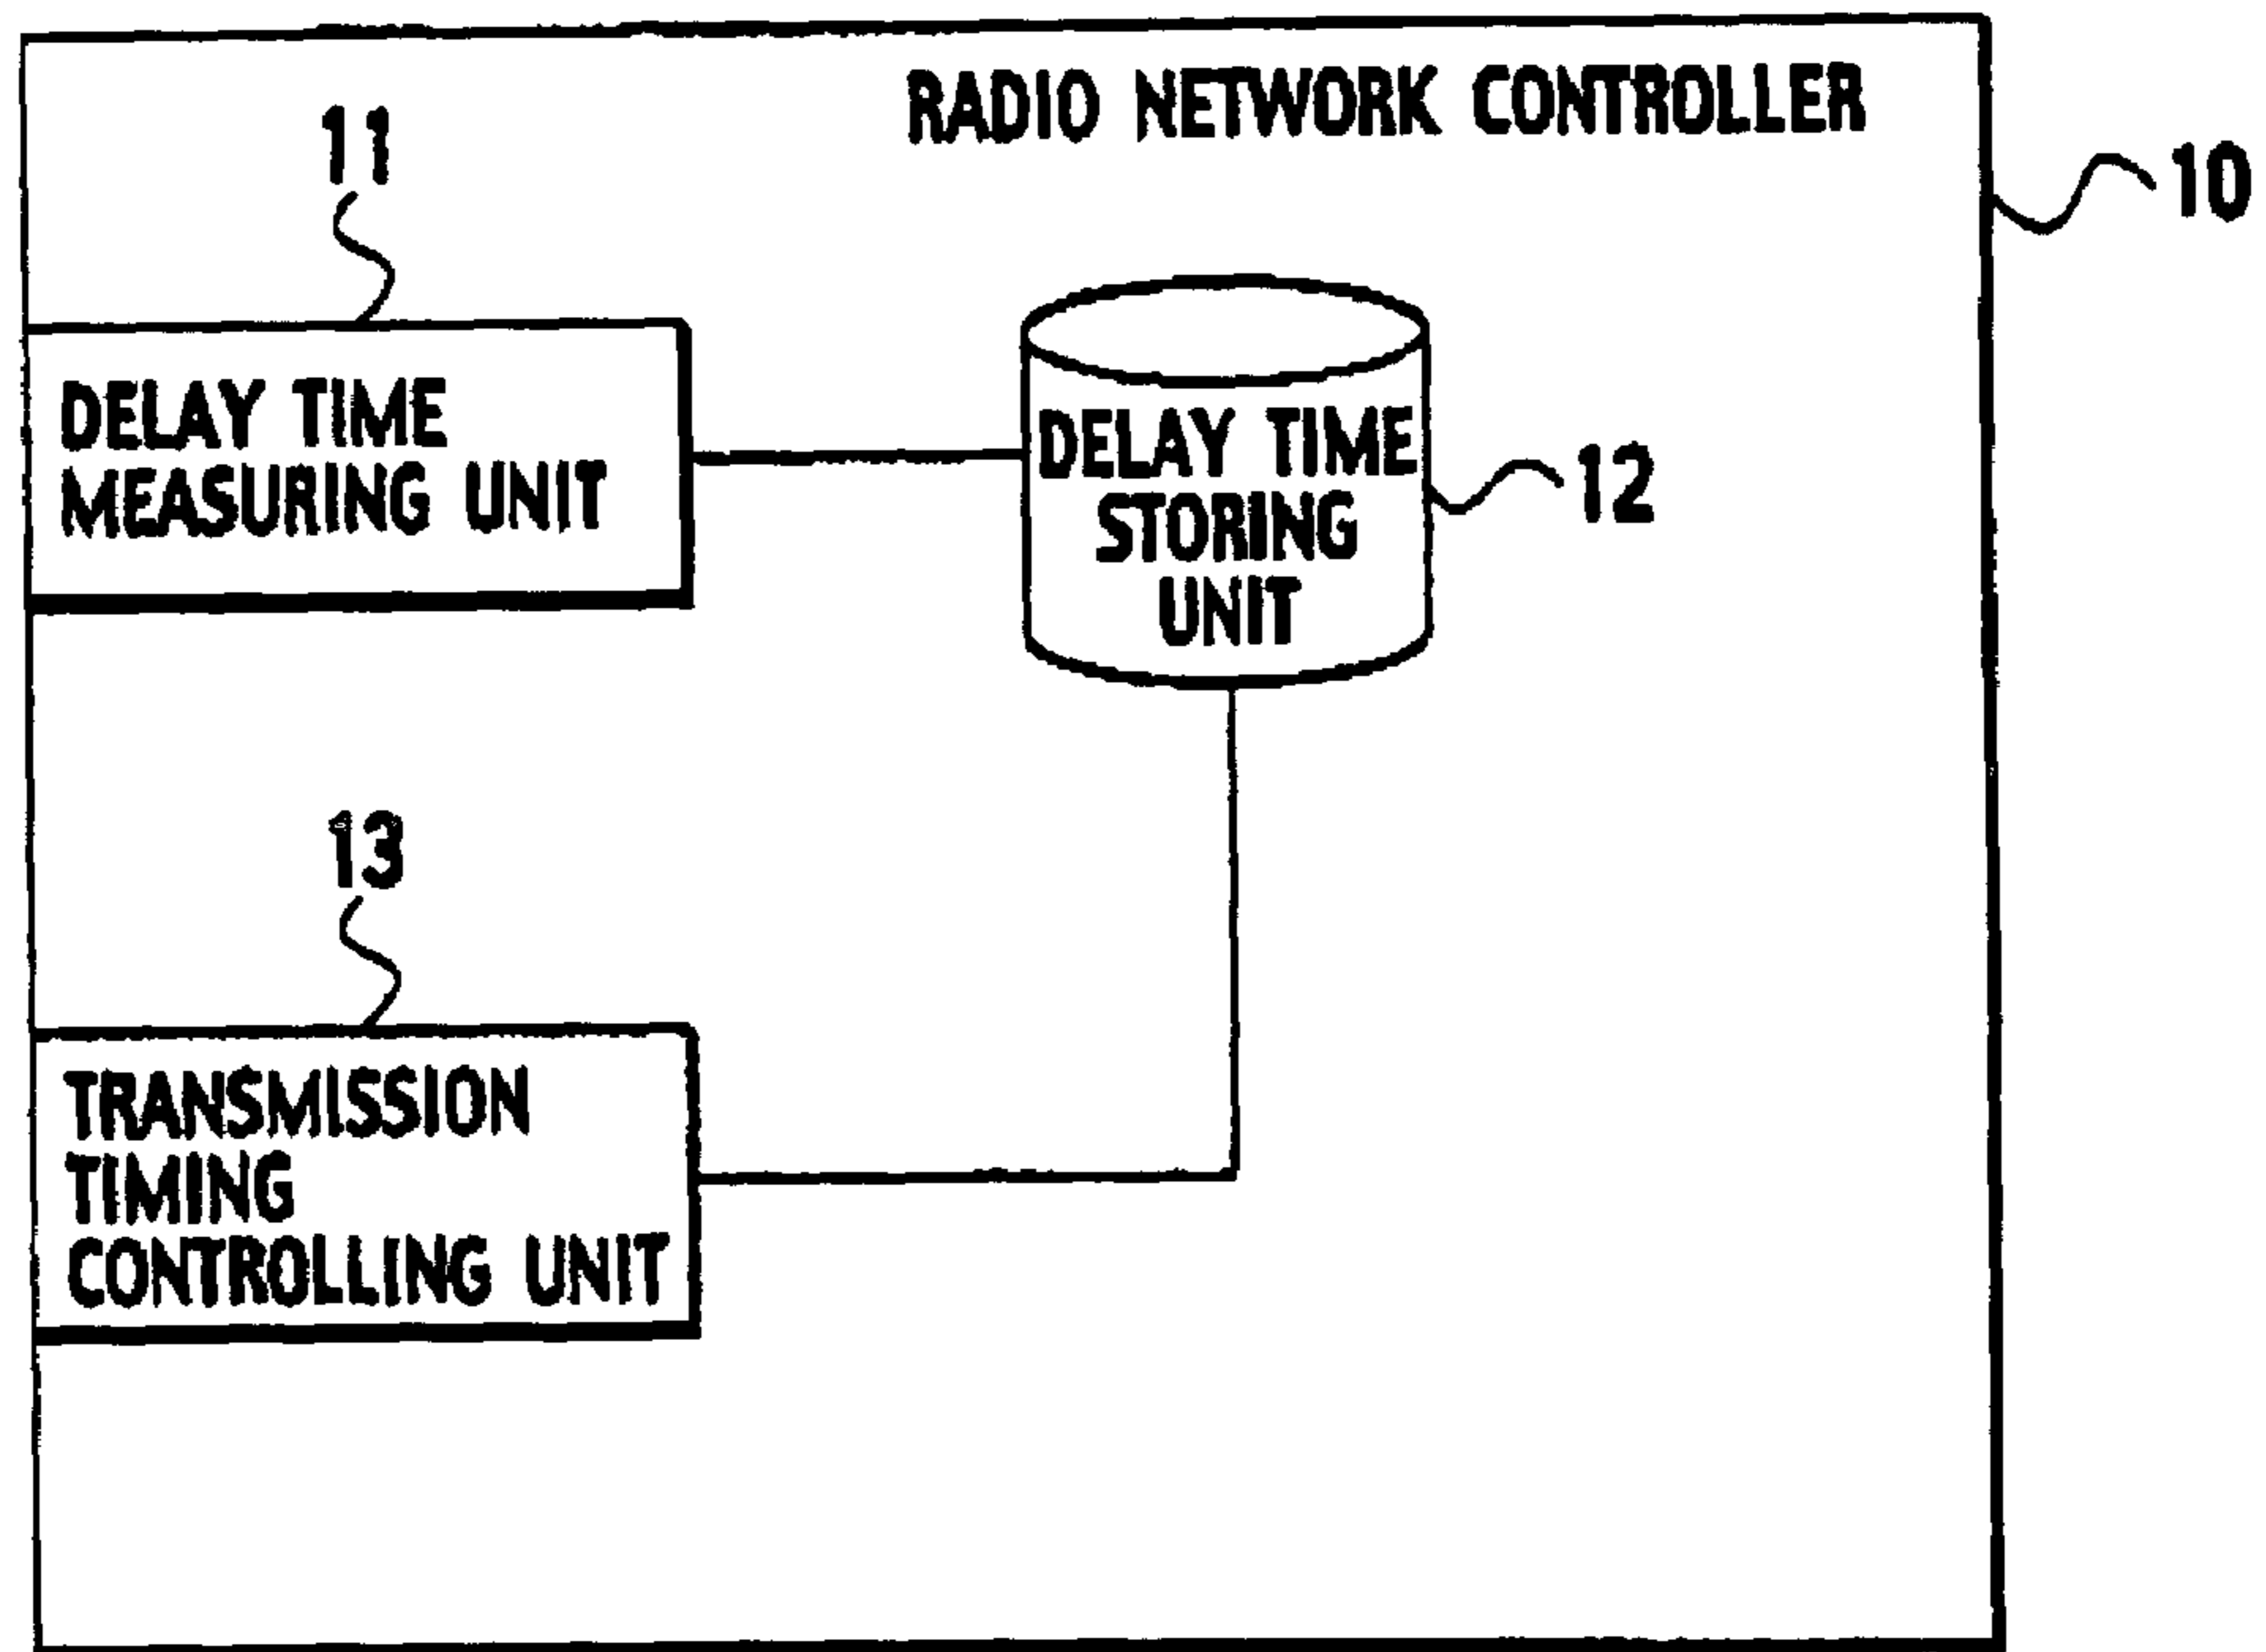 RADIO NETWORK CONTROLLER
10
11
DELAY TIME
MEASURING UNIT
DELAY TIME
STORING
UNIT
12
13
TRANSMISSION
TIMING
CONTROLLING UNIT